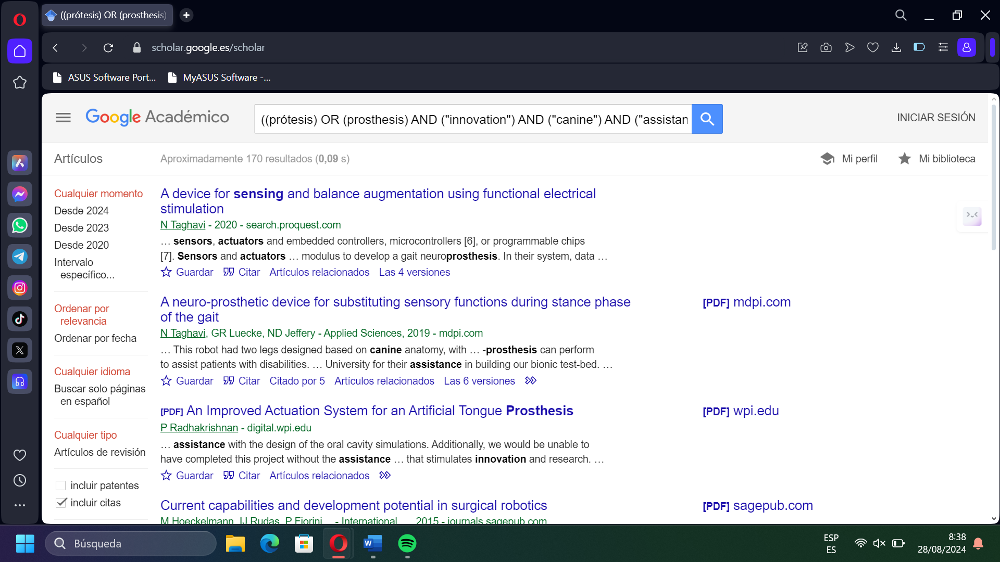 ((prótesis) OR (prosthesis)
scholar.google.es/scholar
ASUS Software Port... MyASUS Software -...
Google Académico
((prótesis) OR (prosthesis) AND ("innovation") AND ("canine") AND ("assistan
INICIAR SESIÓN
Artículos
Aproximadamente 170 resultados (0,09 s)
Mi perfil
Mi biblioteca
Cualquier momento
Desde 2024
Desde 2023
Desde 2020
Intervalo
específico...
Ordenar por
relevancia
Ordenar por fecha
Cualquier idioma
Buscar solo páginas
en español
Cualquier tipo
Artículos de revisión
incluir patentes
incluir citas
A device for sensing and balance augmentation using functional electrical
stimulation
N Taghavi - 2020 - search.proquest.com
… sensors, actuators and embedded controllers, microcontrollers [6], or programmable chips
[7]. Sensors and actuators … modulus to develop a gait neuroprosthesis. In their system, data …
Guardar Citar Artículos relacionados Las 4 versiones
A neuro-prosthetic device for substituting sensory functions during stance phase
of the gait
[PDF] mdpi.com
N Taghavi, GR Luecke, ND Jeffery - Applied Sciences, 2019 - mdpi.com
… This robot had two legs designed based on canine anatomy, with … -prosthesis can perform
to assist patients with disabilities. … University for their assistance in building our bionic test-bed. …
Guardar Citar Citado por 5 Artículos relacionados Las 6 versiones
[PDF] An Improved Actuation System for an Artificial Tongue Prosthesis
[PDF] wpi.edu
P Radhakrishnan - digital.wpi.edu
… assistance with the design of the oral cavity simulations. Additionally, we would be unable to
have completed this project without the assistance … that stimulates innovation and research. …
Guardar Citar Artículos relacionados
Current capabilities and development potential in surgical robotics
[PDF] sagepub.com
M Hoeckelmann, IJ Rudas, P Fiorini… - International …, 2015 - journals.sagepub.com
Búsqueda
ESP
ES
8:38
28/08/2024